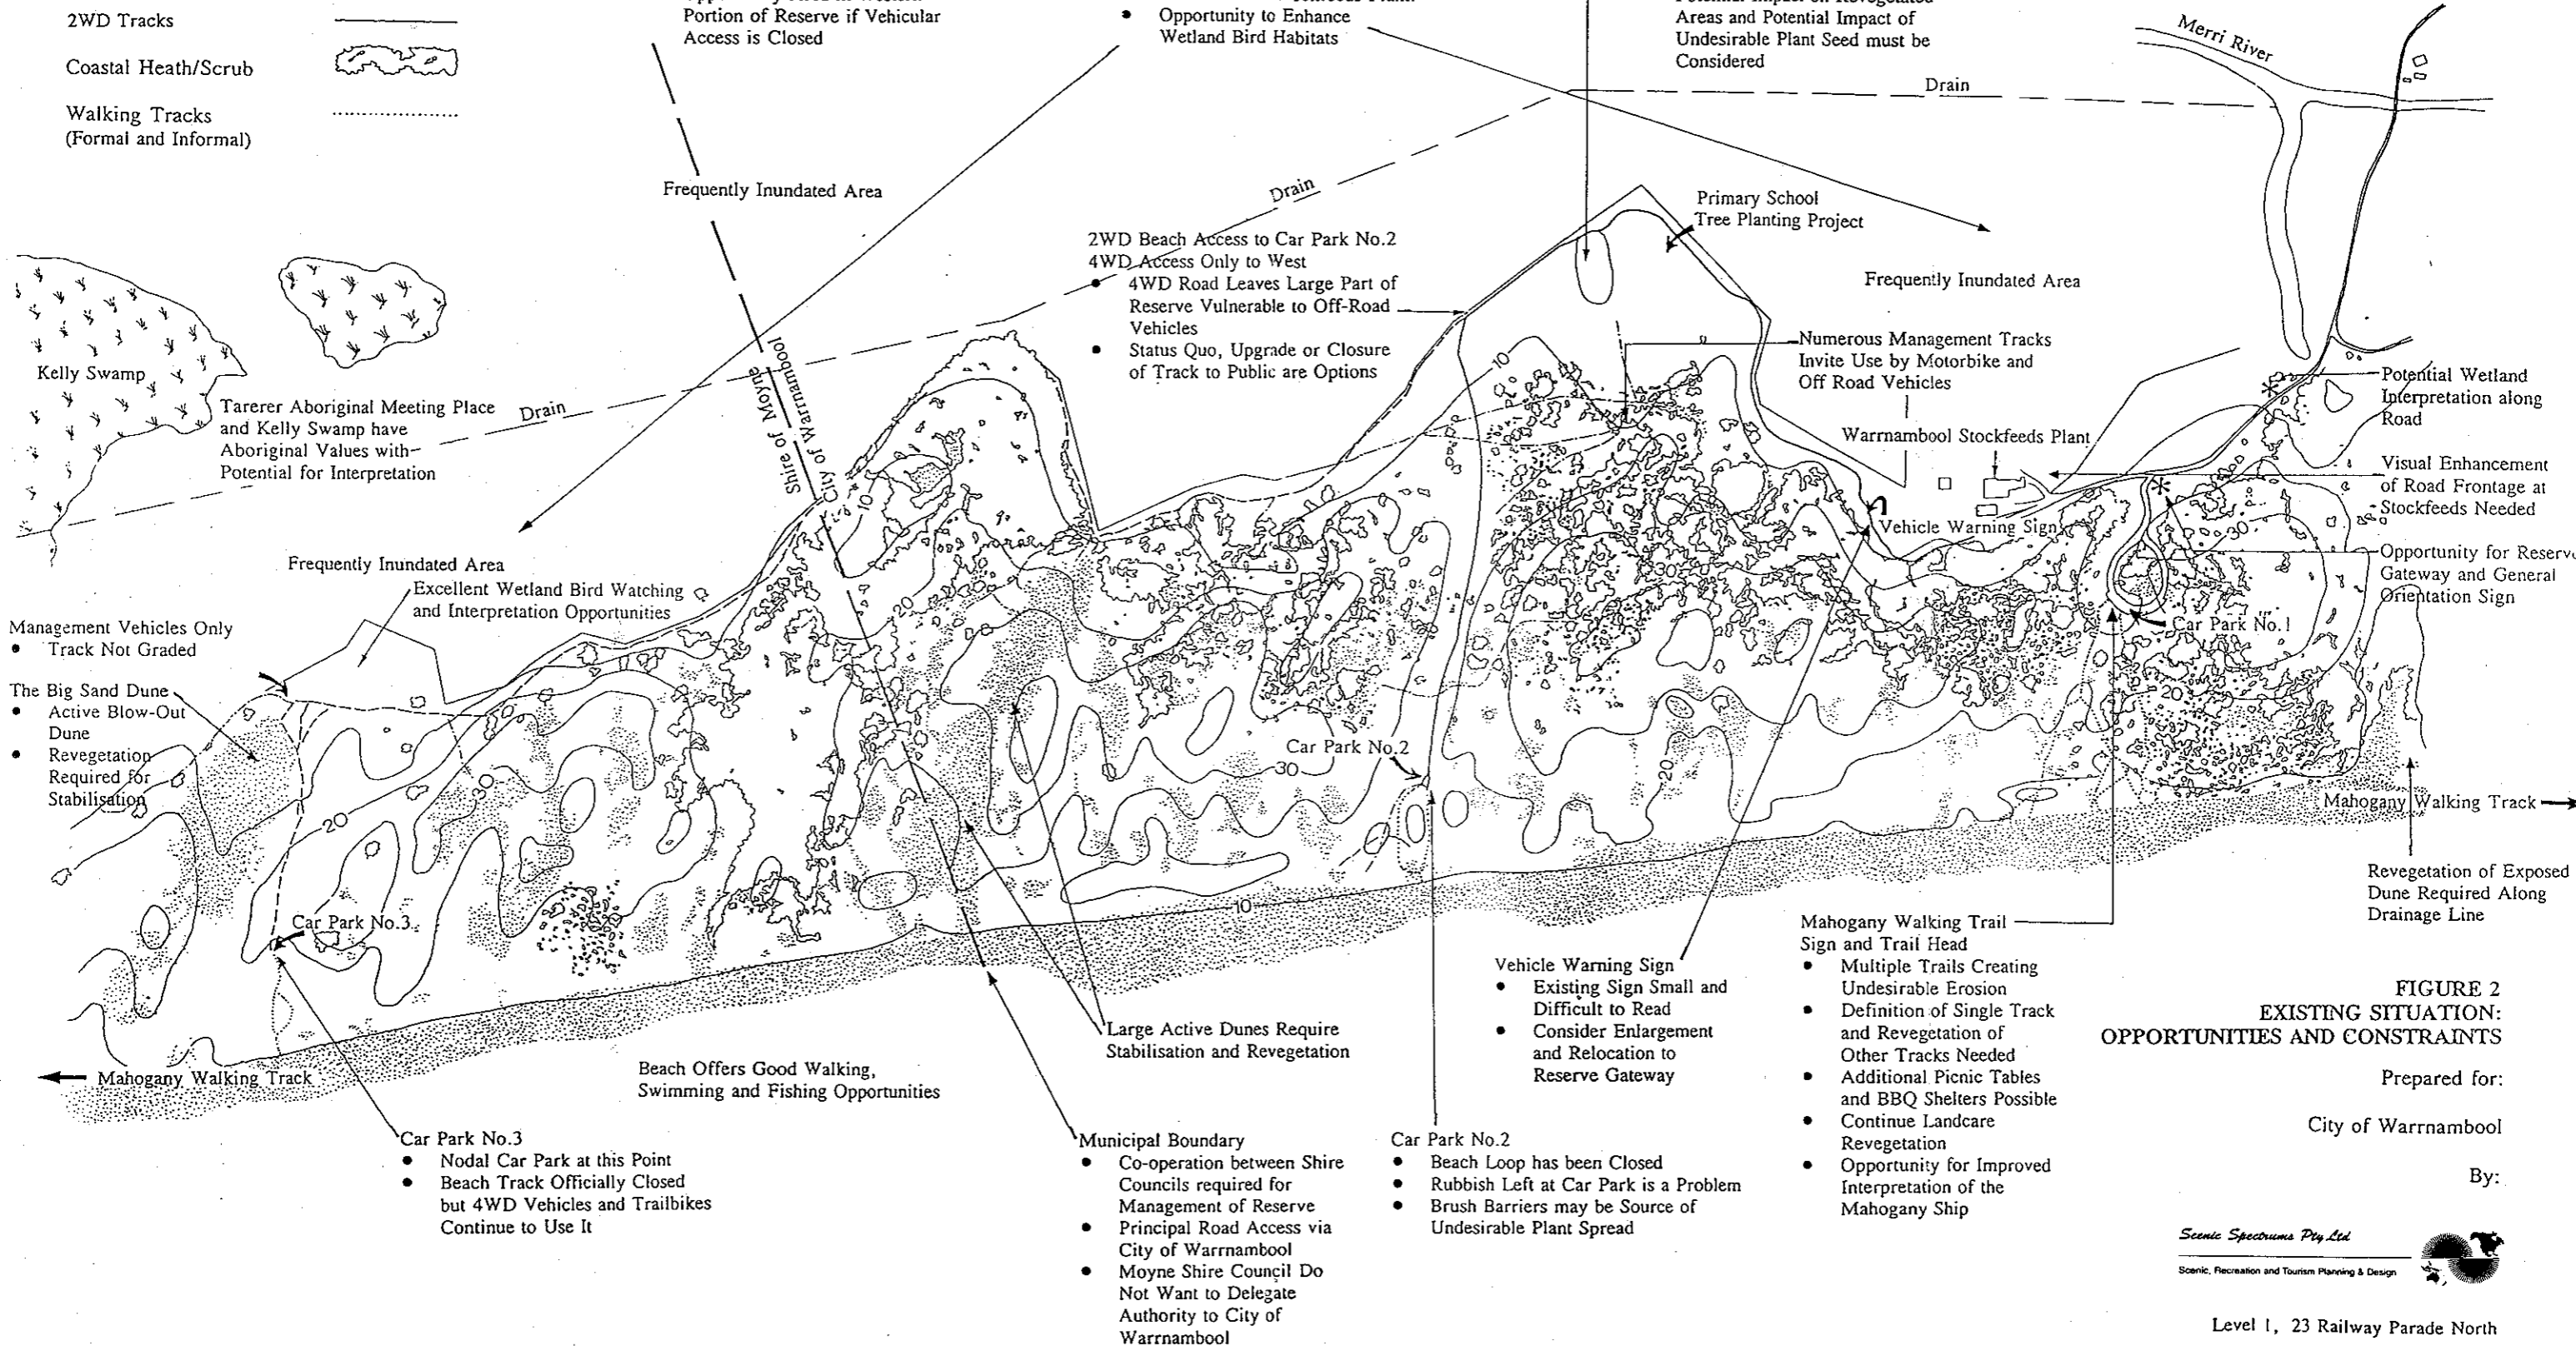 2WD Tracks
Coastal Heath/Scrub
Walking Tracks
(Formal and Informal)
Portion of Reserve if Vehicular
Access is Closed
• Opportunity to Enhance
Wetland Bird Habitats
Areas and Potential Impact of
Undesirable Plant Seed must be
Considered
Merri River
Drain
Frequently Inundated Area
Drain
Primary School
Tree Planting Project
2WD Beach Access to Car Park No.2
4WD Access Only to West
• 4WD Road Leaves Large Part of
Reserve Vulnerable to Off-Road
Vehicles
• Status Quo, Upgrade or Closure
of Track to Public are Options
Frequently Inundated Area
Numerous Management Tracks
Invite Use by Motorbike and
Off Road Vehicles
Kelly Swamp
Tarerer Aboriginal Meeting Place
and Kelly Swamp have
Aboriginal Values with
Potential for Interpretation
Drain
Shire of Moyne
City of Warrnambool
10
10
Potential Wetland
Interpretation along
Road
Warrnambool Stockfeeds Plant
Visual Enhancement
of Road Frontage at
Stockfeeds Needed
Vehicle Warning Sign
30
Opportunity for Reserve
Gateway and General
Orientation Sign
Car Park No.1
30
20
20
Frequently Inundated Area
Excellent Wetland Bird Watching
and Interpretation Opportunities
Management Vehicles Only
• Track Not Graded
The Big Sand Dune
• Active Blow-Out
Dune
• Revegetation
Required for
Stabilisation
30
20
Car Park No.2
30
20
Mahogany Walking Track
10
Car Park No.3
Revegetation of Exposed
Dune Required Along
Drainage Line
Mahogany Walking Track
Beach Offers Good Walking,
Swimming and Fishing Opportunities
Large Active Dunes Require
Stabilisation and Revegetation
Vehicle Warning Sign
• Existing Sign Small and
Difficult to Read
• Consider Enlargement
and Relocation to
Reserve Gateway
Mahogany Walking Trail
Sign and Trail Head
• Multiple Trails Creating
Undesirable Erosion
• Definition of Single Track
and Revegetation of
Other Tracks Needed
• Additional Picnic Tables
and BBQ Shelters Possible
• Continue Landcare
Revegetation
• Opportunity for Improved
Interpretation of the
Mahogany Ship
Car Park No.3
• Nodal Car Park at this Point
• Beach Track Officially Closed
but 4WD Vehicles and Trailbikes
Continue to Use It
Municipal Boundary
• Co-operation between Shire
Councils required for
Management of Reserve
• Principal Road Access via
City of Warrnambool
• Moyne Shire Council Do
Not Want to Delegate
Authority to City of
Warrnambool
Car Park No.2
• Beach Loop has been Closed
• Rubbish Left at Car Park is a Problem
• Brush Barriers may be Source of
Undesirable Plant Spread
FIGURE 2
EXISTING SITUATION:
OPPORTUNITIES AND CONSTRAINTS
Prepared for:
City of Warrnambool
By:
Scenic Spectrums Pty Ltd
Scenic, Recreation and Tourism Planning & Design
Level 1, 23 Railway Parade North